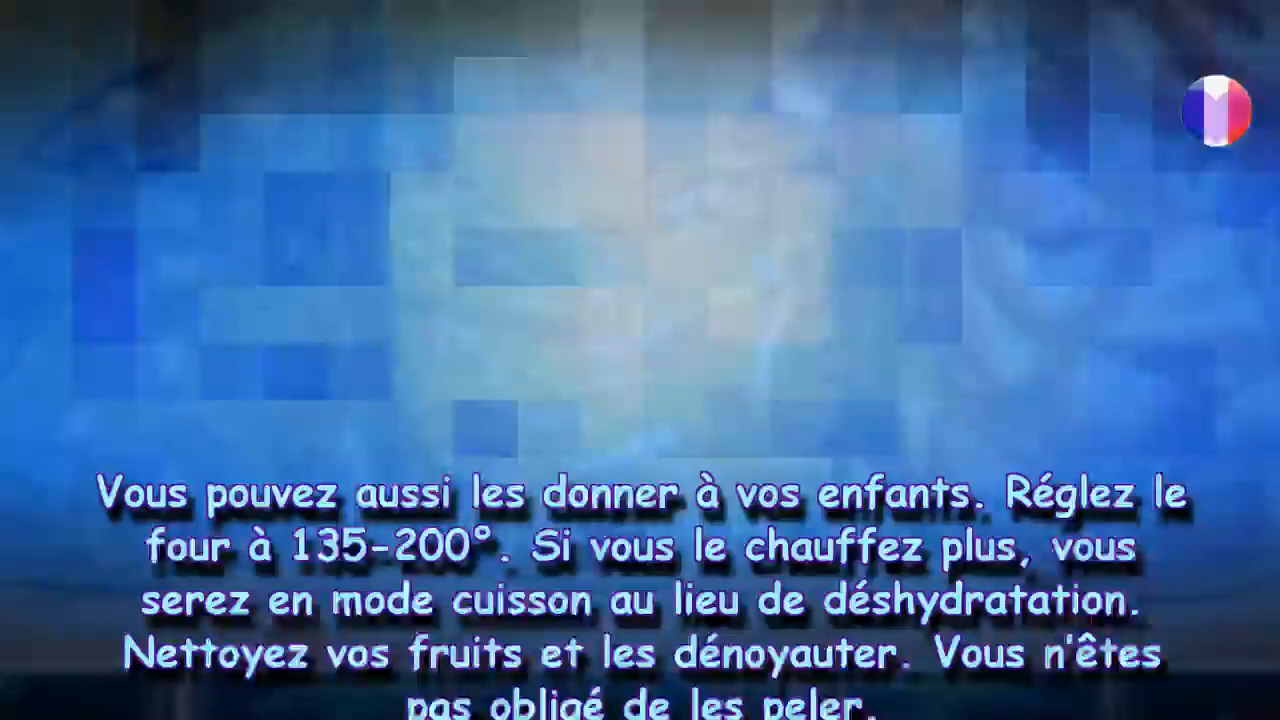 Vous pouvez aussi les donner à vos enfants. Réglez le
four à 135-200°. Si vous le chauffez plus, vous
serez en mode cuisson au lieu de déshydratation.
Nettoyez vos fruits et les dénoyauter. Vous n'êtes
pas obligé de les peler.